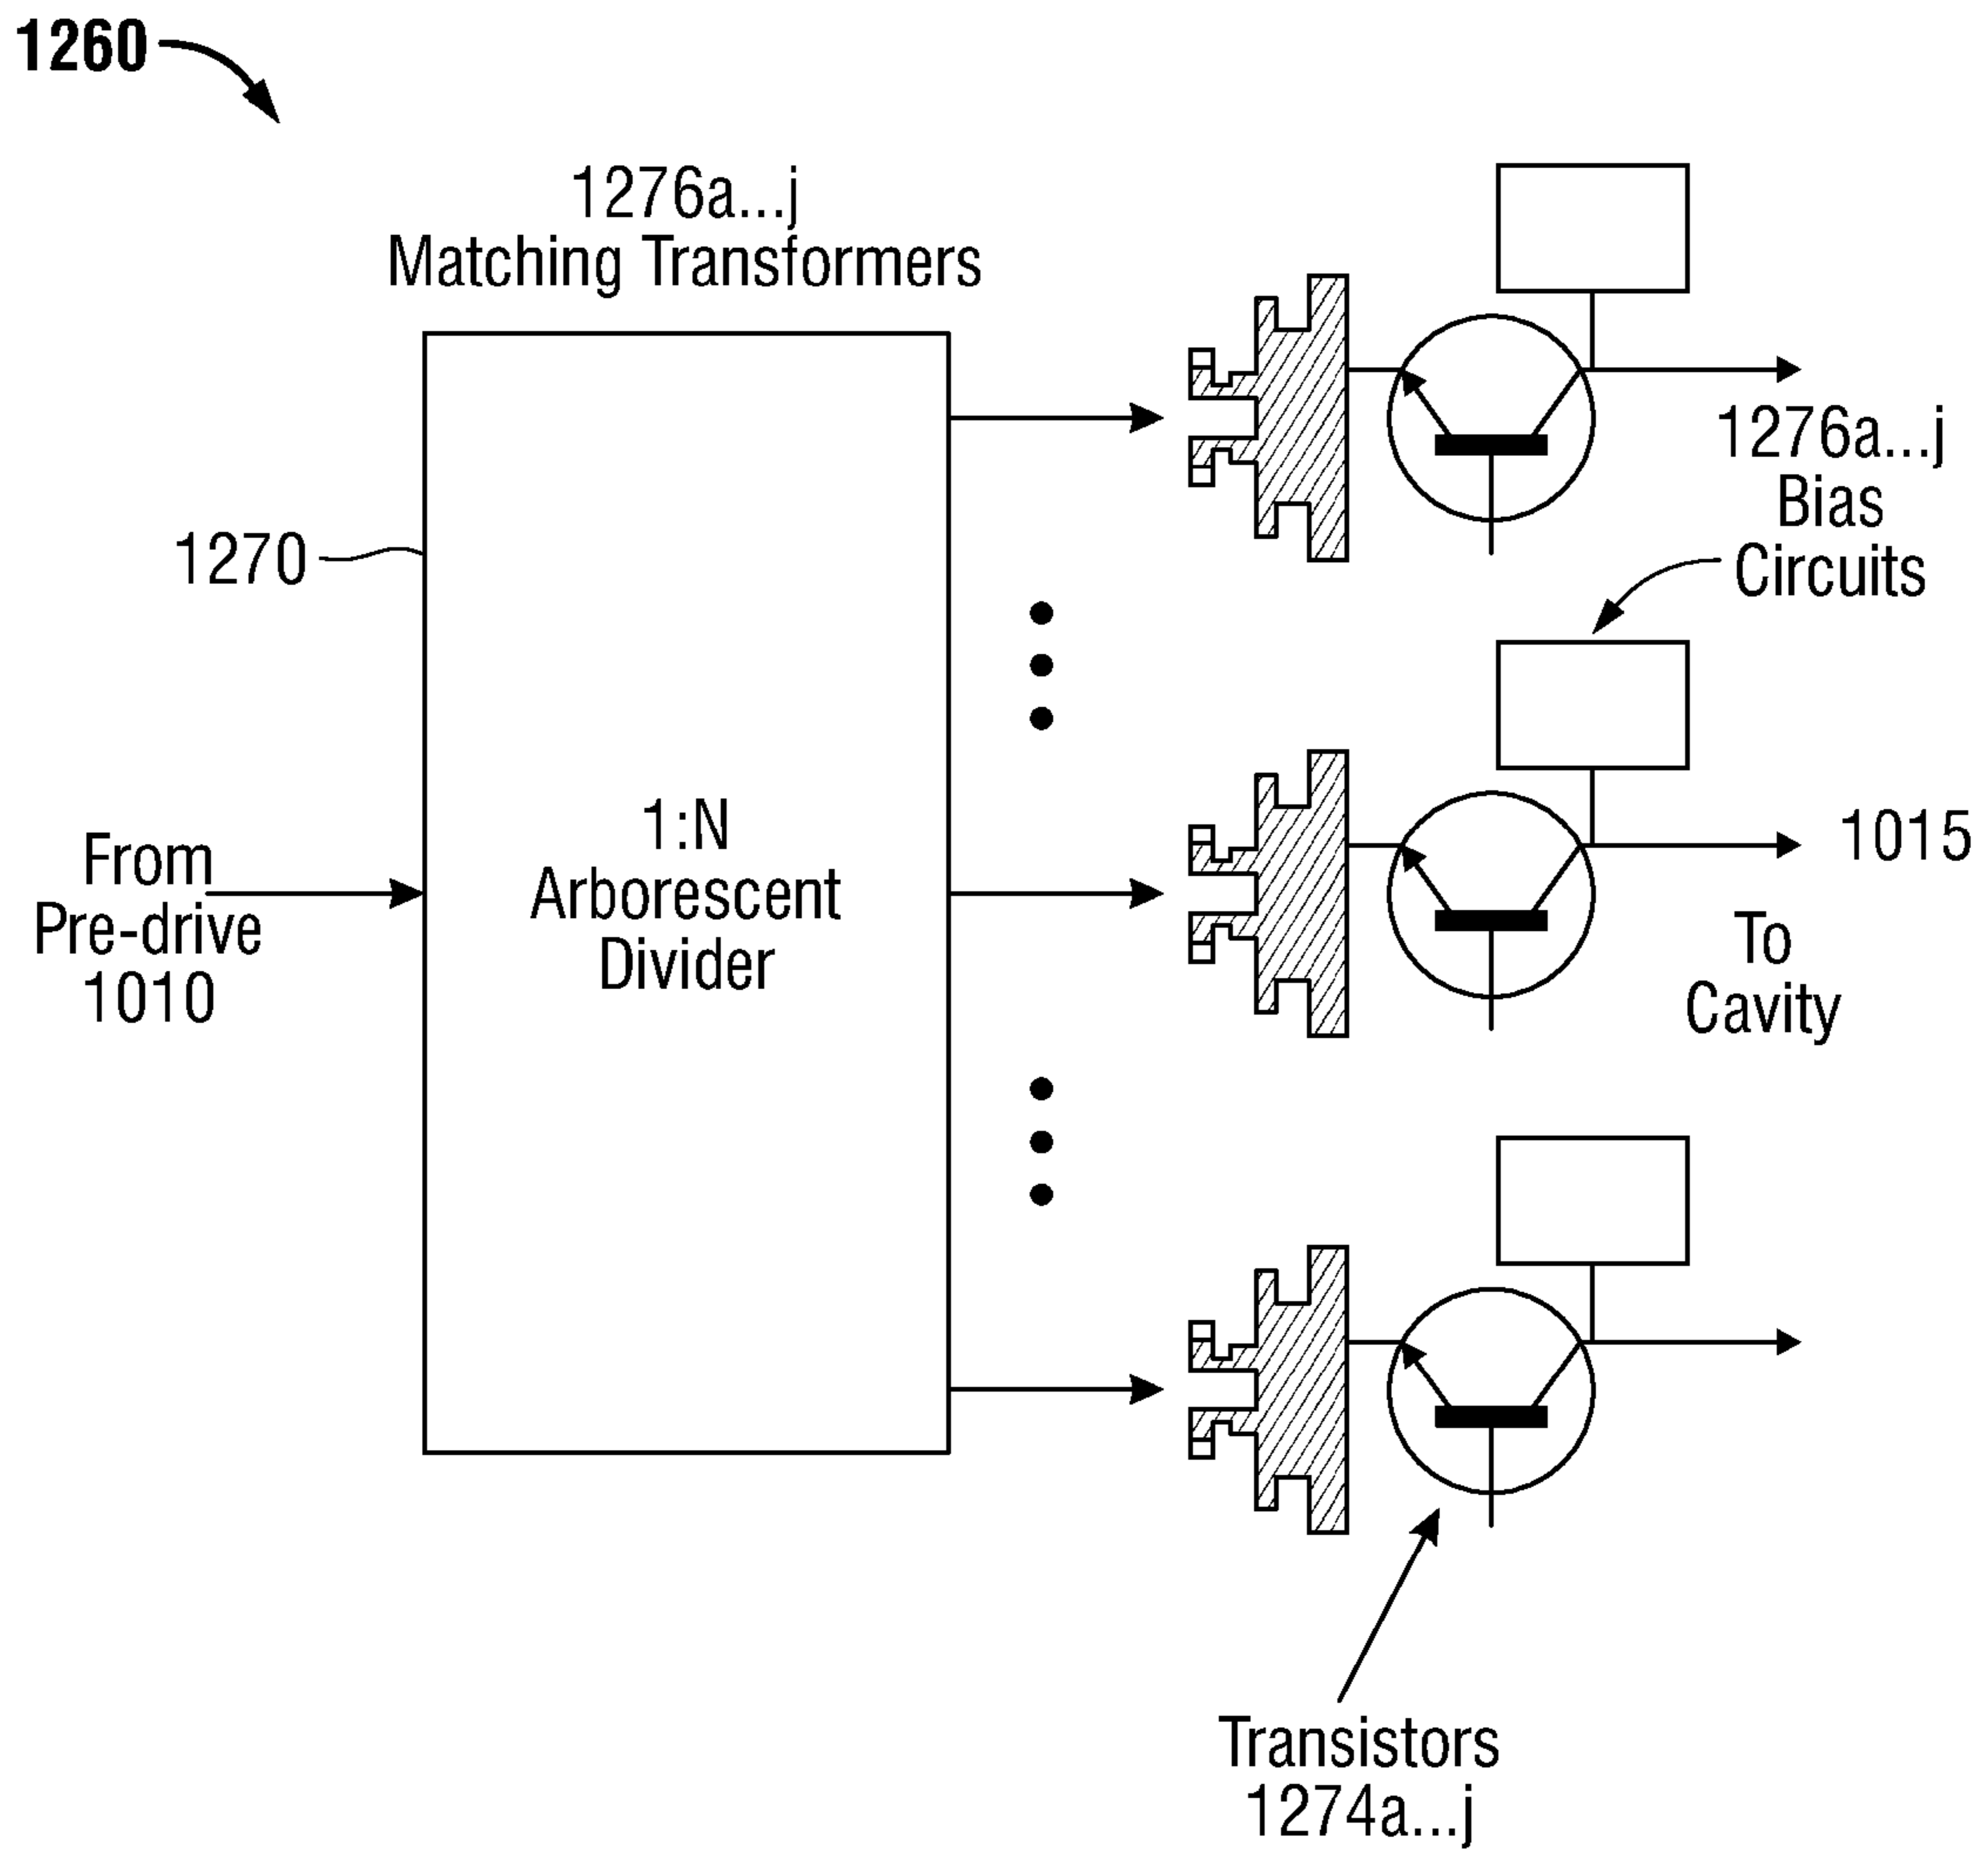 1260
1276a...j
Matching Transformers
1276a...j
Bias
Circuits
1270
1:N
Arborescent
Divider
From
Pre-drive
1010
1015
To
Cavity
Transistors
1274a...j